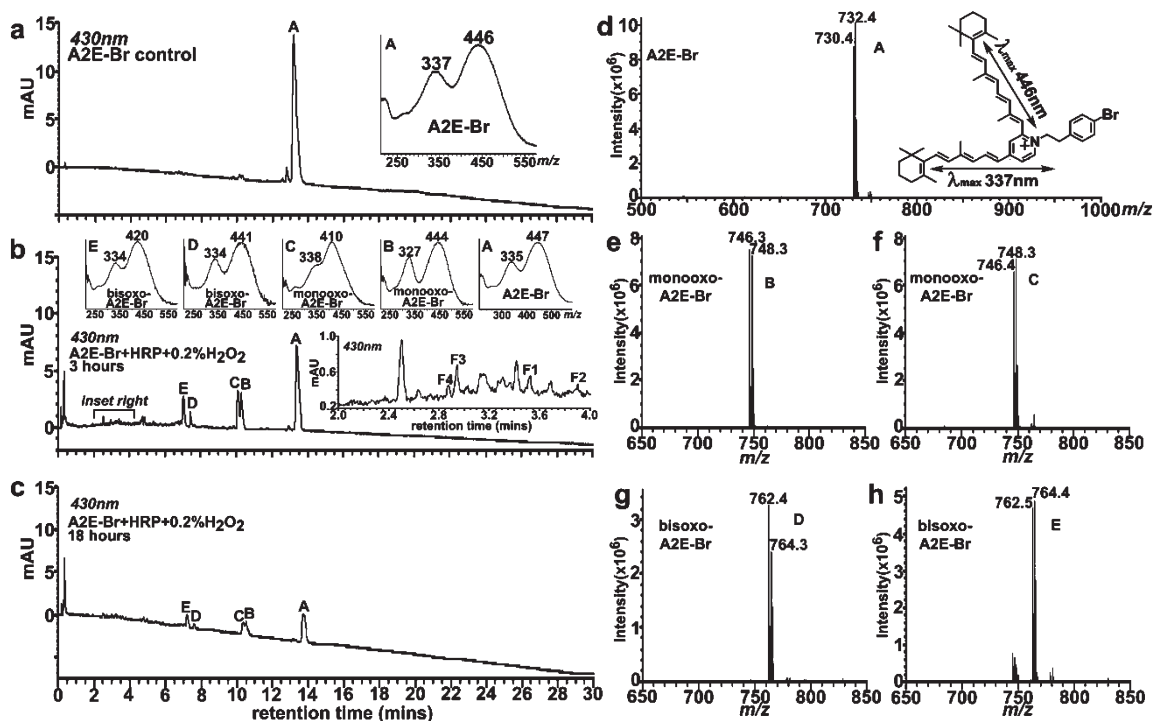 a
430nm
A2E-Br control
A
15
10
5
0
mAU
A
337
446
A2E-Br
250 350 450 550 m/z
b
E
334
420
bisoxo-
A2E-Br
250 350 450 550
D
334
441
bisoxo-
A2E-Br
250 350 450 550
C
338
410
monooxo-
A2E-Br
250 350 450 550
B
327
444
monooxo-
A2E-Br
250 350 450 550
A
335
447
A2E-Br
300 400 500 m/z
15
10
5
0
mAU
430nm
A2E-Br+HRP+0.2%H2O2
3 hours
inset right
E
D
CB
A
430nm
1.0
0.6
0.2
mAU
F4
F3
F1
F2
2.0 2.4 2.8 3.2 3.6 4.0
retention time (mins)
c
430nm
A2E-Br+HRP+0.2%H2O2
18 hours
15
10
5
0
mAU
E
D
CB
A
0 2 4 6 8 10 12 14 16 18 20 22 24 26 28 30
retention time (mins)
d
A2E-Br
10
8
6
4
2
0
Intensity(x10⁶)
732.4
730.4
A
λmax 446nm
N
+
Br
λmax 337nm
500 600 700 800 900 1000 m/z
e
8
6
4
2
0
Intensity(x10⁶)
746.3
748.3
monooxo-
A2E-Br
B
650 700 750 800 850
m/z
f
8
6
4
2
0
Intensity(x10⁶)
748.3
746.4
monooxo-
A2E-Br
C
650 700 750 800 850
m/z
g
3
2
1
0
Intensity(x10⁶)
762.4
764.3
bisoxo-
A2E-Br
D
650 700 750 800 850
m/z
h
5
4
3
2
1
0
Intensity(x10⁶)
764.4
762.5
bisoxo-
A2E-Br
E
650 700 750 800 850
m/z